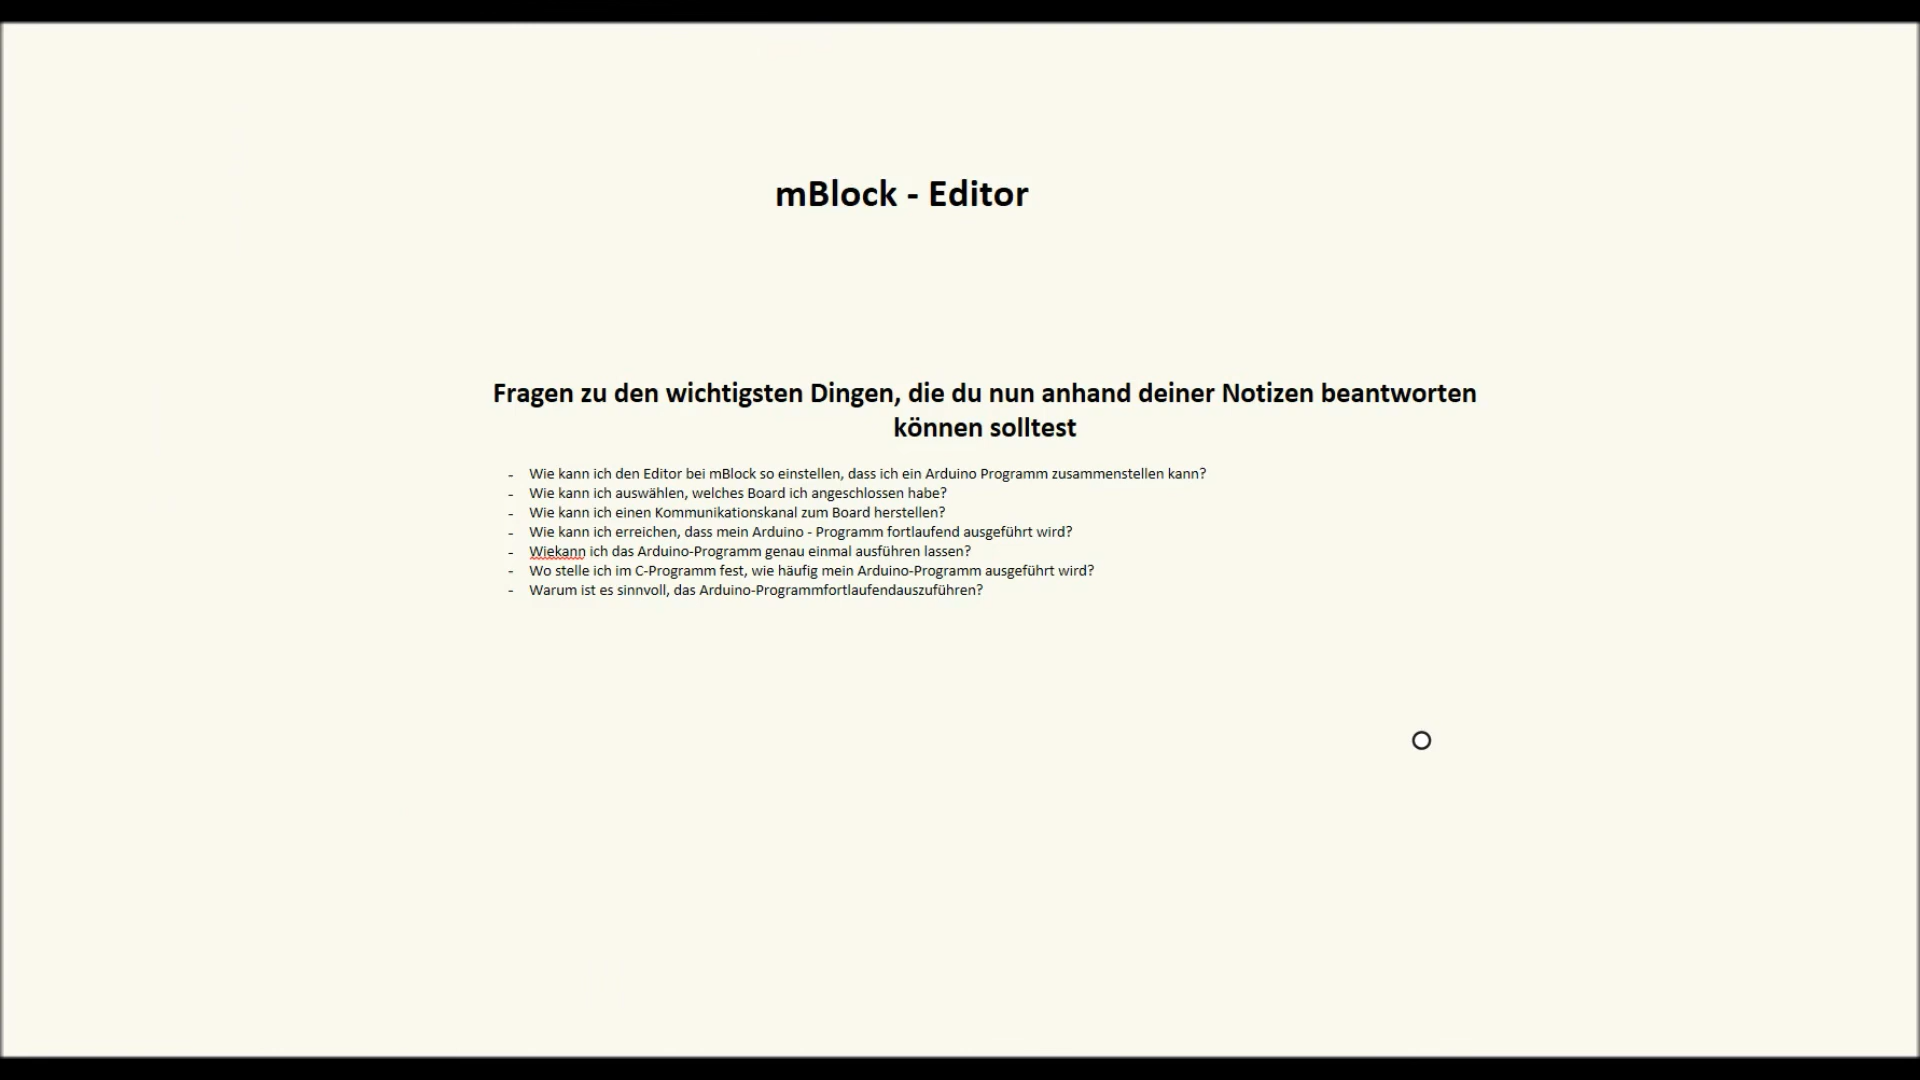 mBlock - Editor
Fragen zu den wichtigsten Dingen, die du nun anhand deiner Notizen beantworten
können solltest
- Wie kann ich den Editor bei mBlock so einstellen, dass ich ein Arduino Programm zusammenstellen kann?
- Wie kann ich auswählen, welches Board ich angeschlossen habe?
- Wie kann ich einen Kommunikationskanal zum Board herstellen?
- Wie kann ich erreichen, dass mein Arduino - Programm fortlaufend ausgeführt wird?
- Wiekann ich das Arduino-Programm genau einmal ausführen lassen?
- Wo stelle ich im C-Programm fest, wie häufig mein Arduino-Programm ausgeführt wird?
- Warum ist es sinnvoll, das Arduino-Programmfortlaufendauszuführen?